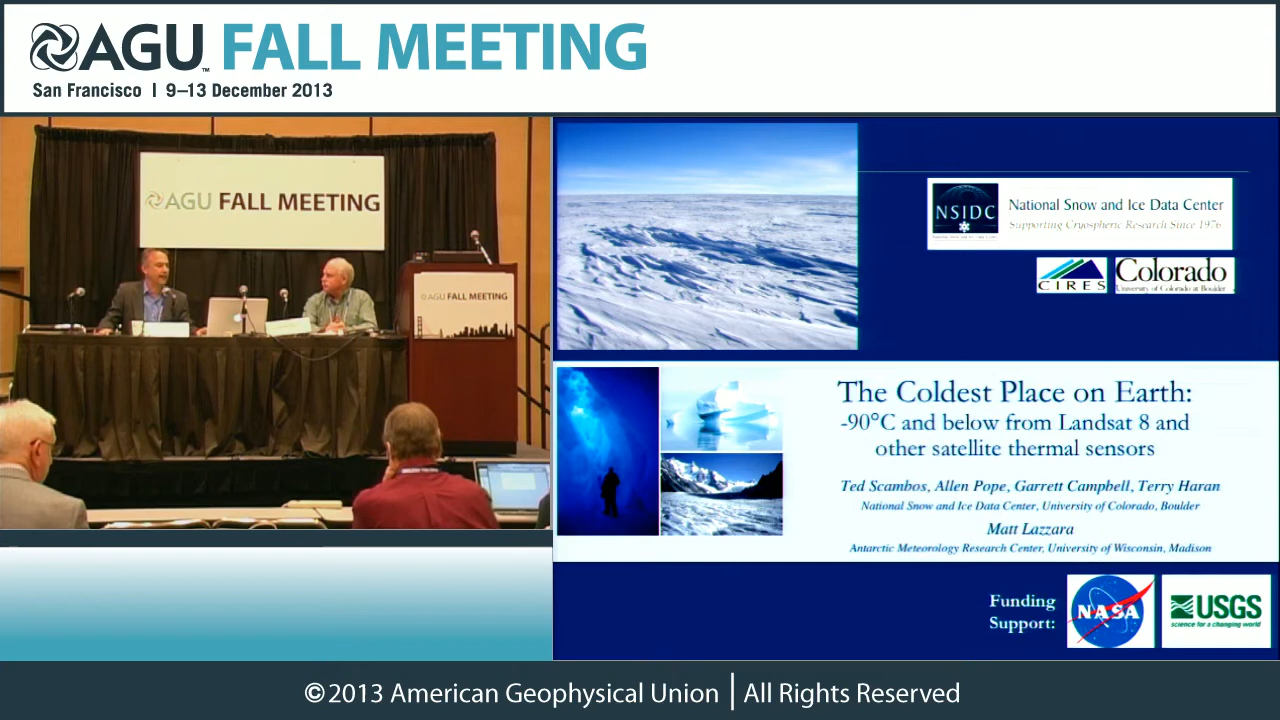 AGU FALL MEETING
San Francisco | 9–13 December 2013
AGU FALL MEETING
AGU FALL MEETING
NSIDC
National Snow and Ice Data Center
Supporting Cryospheric Research Since 1976
CIRES
Colorado
University of Colorado at Boulder
The Coldest Place on Earth:
-90°C and below from Landsat 8 and
other satellite thermal sensors
Ted Scambos, Allen Pope, Garrett Campbell, Terry Haran
National Snow and Ice Data Center, University of Colorado, Boulder
Matt Lazzara
Antarctic Meteorology Research Center, University of Wisconsin, Madison
Funding
Support:
NASA
USGS
science for a changing world
©2013 American Geophysical Union | All Rights Reserved